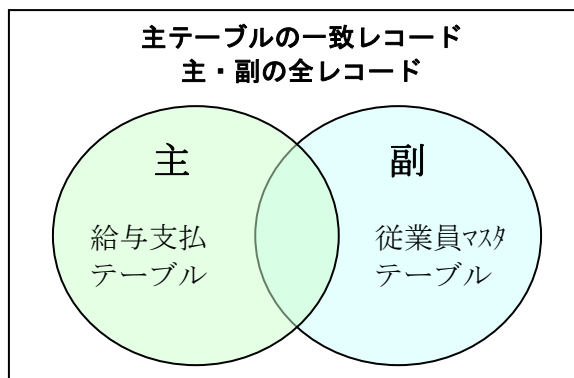 主テーブルの一致レコード
主・副の全レコード
主
副
給与支払
テーブル
従業員ﾏｽﾀ
テーブル